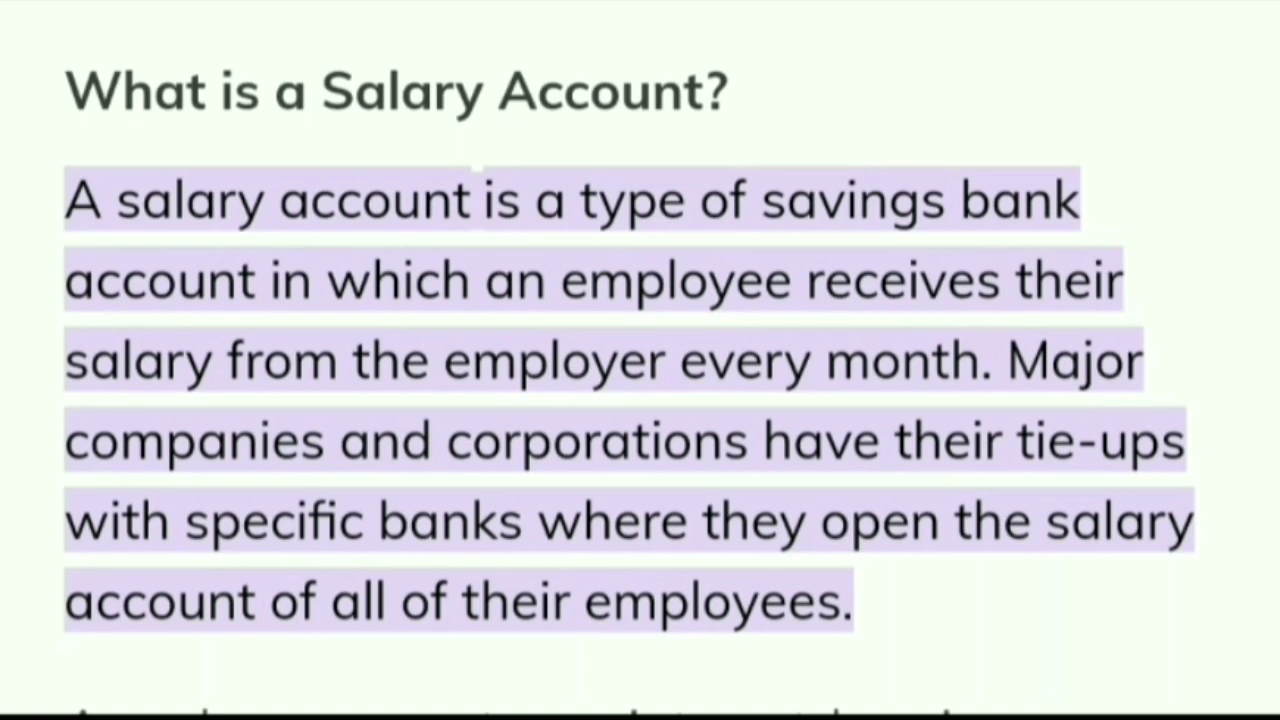 What is a Salary Account?
A salary account is a type of savings bank
account in which an employee receives their
salary from the employer every month. Major
companies and corporations have their tie-ups
with specific banks where they open the salary
account of all of their employees.